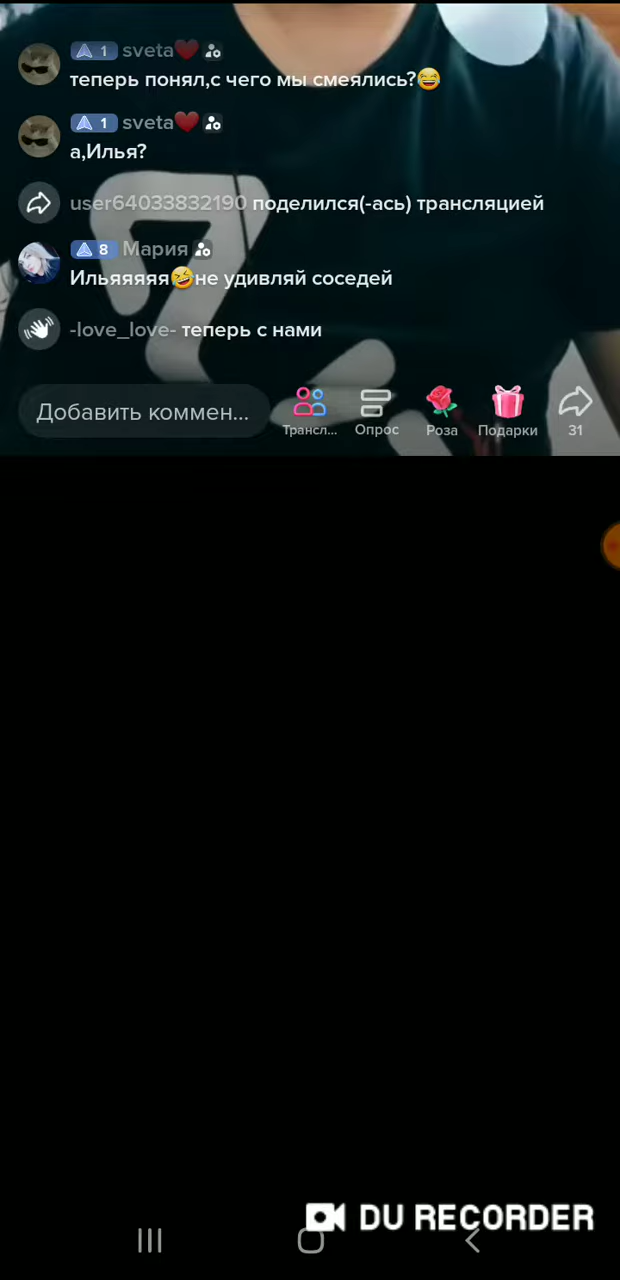 1 sveta❤️
теперь понял,с чего мы смеялись?😂
1 sveta❤️
а,Илья?
user64033832190 поделился(-ась) трансляцией
8 Мария
Ильяяяяя🤣не удивляй соседей
-love_love- теперь с нами
Добавить коммен...
Трансл... Опрос Роза Подарки 31
DU RECORDER